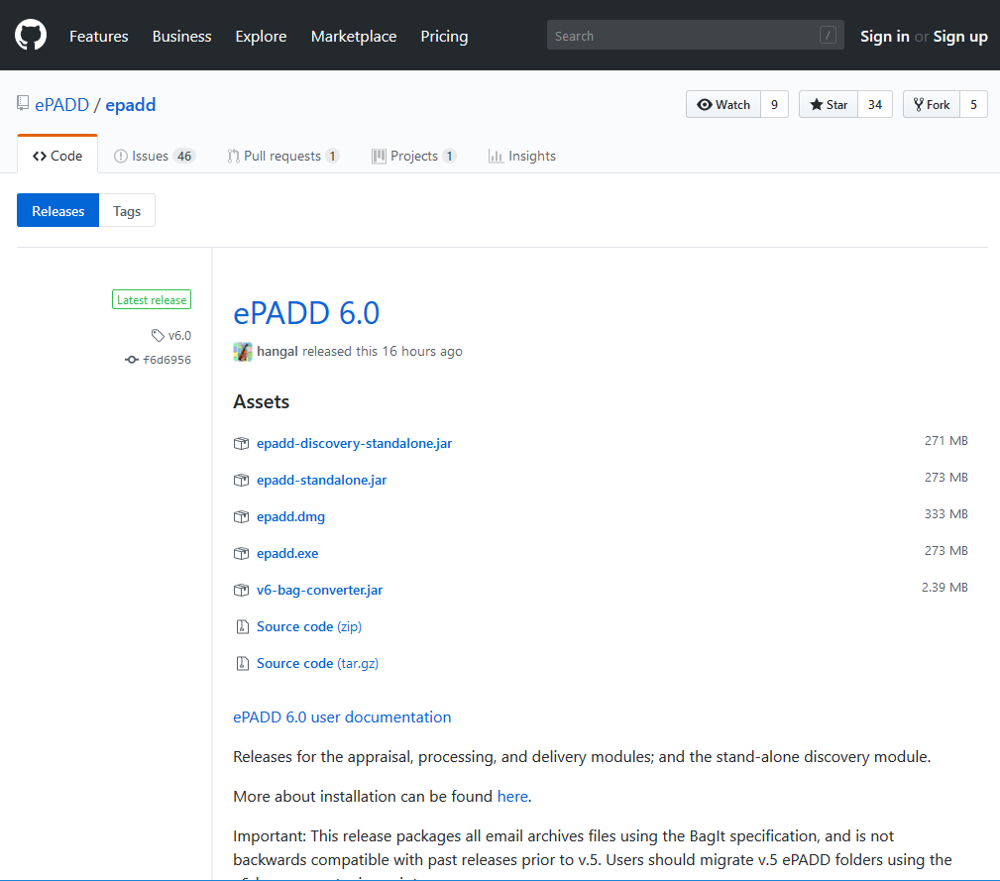 Features Business Explore Marketplace Pricing Search / Sign in or Sign up
ePADD / epadd Watch 9 Star 34 Fork 5
Code Issues 46 Pull requests 1 Projects 1 Insights
Releases Tags
Latest release
v6.0
f6d6956
ePADD 6.0
hangal released this 16 hours ago
Assets
epadd-discovery-standalone.jar 271 MB
epadd-standalone.jar 273 MB
epadd.dmg 333 MB
epadd.exe 273 MB
v6-bag-converter.jar 2.39 MB
Source code (zip)
Source code (tar.gz)
ePADD 6.0 user documentation
Releases for the appraisal, processing, and delivery modules; and the stand-alone discovery module.
More about installation can be found here.
Important: This release packages all email archives files using the BagIt specification, and is not
backwards compatible with past releases prior to v.5. Users should migrate v.5 ePADD folders using the